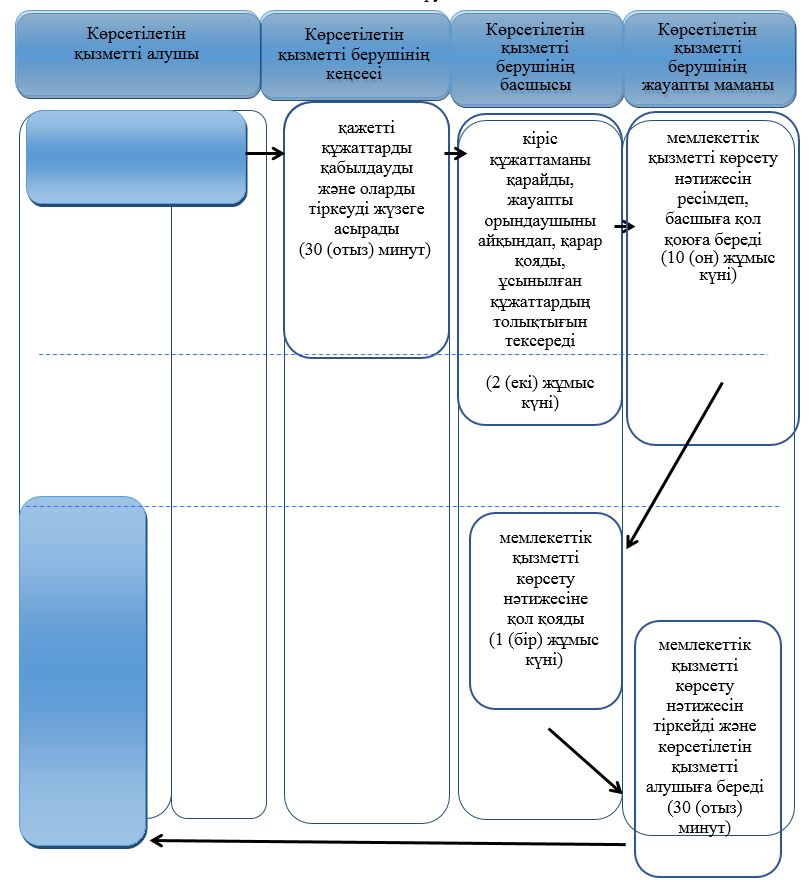 Көрсетілетін
қызметті алушы
Көрсетілетін
қызметті берушінің
кеңсесі
Көрсетілетін
қызметті
берушінің
басшысы
Көрсетілетін
қызметті
берушінің
жауапты маманы
қажетті
құжаттарды
қабылдауды
және оларды
тіркеуді жүзеге
асырады
(30 (отыз) минут)
кіріс
құжаттаманы
қарайды,
жауапты
орындаушыны
айқындап, қарар
қояды,
ұсынылған
құжаттардың
толықтығын
тексереді
(2 (екі) жұмыс
күні)
мемлекеттік
қызметті көрсету
нәтижесін
ресімдеп,
басшыға қол
қоюға береді
(10 (он) жұмыс
күні)
мемлекеттік
қызметті
көрсету
нәтижесіне
қол қояды
(1 (бір) жұмыс
күні)
мемлекеттік
қызметті
көрсету
нәтижесін
тіркейді және
көрсетілетін
қызметті
алушыға береді
(30 (отыз)
минут)